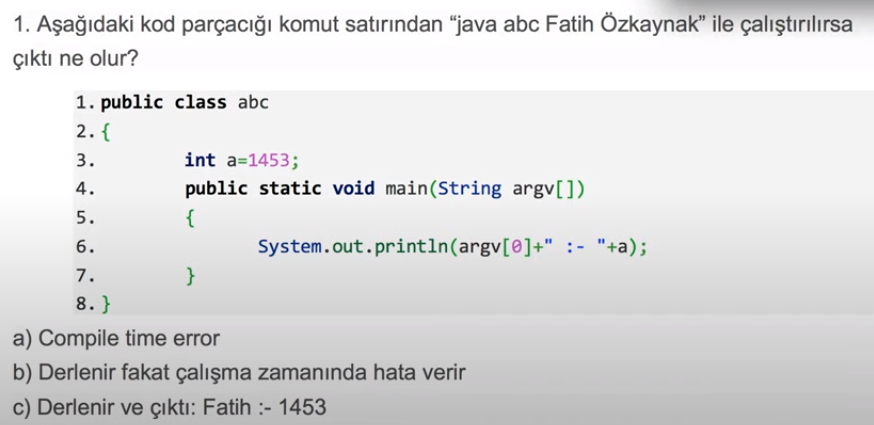 1. Aşağıdaki kod parçacığı komut satırından “java abc Fatih Özkaynak” ile çalıştırılırsa
çıktı ne olur?
1. public class abc
2. {
3. int a=1453;
4. public static void main(String argv[])
5. {
6. System.out.println(argv[0]+" :- "+a);
7. }
8. }
a) Compile time error
b) Derlenir fakat çalışma zamanında hata verir
c) Derlenir ve çıktı: Fatih :- 1453